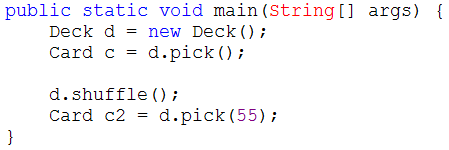 public static void main(String[] args) {
    Deck d = new Deck();
    Card c = d.pick();

    d.shuffle();
    Card c2 = d.pick(55);
}